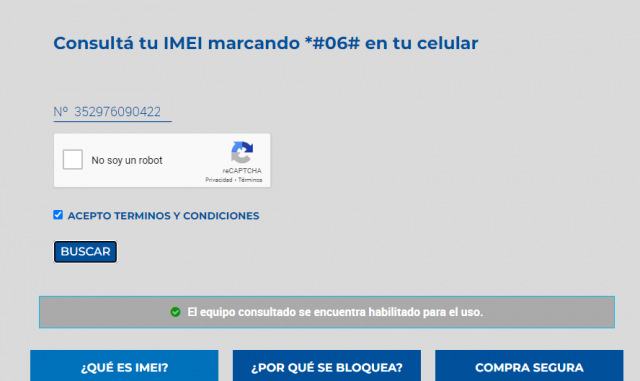 Consultá tu IMEI marcando *#06# en tu celular
Nº 352976090422
No soy un robot
reCAPTCHA
Privacidad • Términos
ACEPTO TERMINOS Y CONDICIONES
BUSCAR
El equipo consultado se encuentra habilitado para el uso.
¿QUÉ ES IMEI? ¿POR QUÉ SE BLOQUEA? COMPRA SEGURA